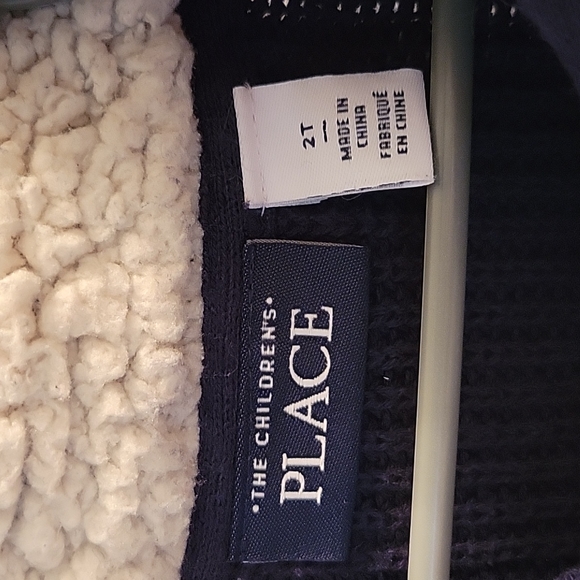 •THE CHILDREN'S•
PLACE
2T
MADE IN
CHINA
FABRIQUÉ
EN CHINE